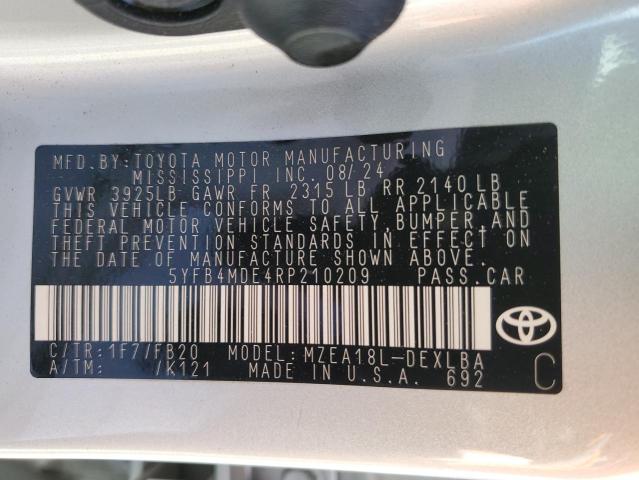 MFD. BY: TOYOTA MOTOR MANUFACTURING
MISSISSIPPI INC. 08/24
GVWR 3925LB GAWR FR 2315 LB RR 2140 LB
THIS VEHICLE CONFORMS TO ALL APPLICABLE
FEDERAL MOTOR VEHICLE SAFETY, BUMPER, AND
THEFT PREVENTION STANDARDS IN EFFECT ON
THE DATE OF MANUFACTURE SHOWN ABOVE.
5YFB4MDE4RP210209 PASS.CAR
C/TR: 1F7/FB20 MODEL: MZEA18L-DEXLBA
A/TM: /K121 MADE IN U.S.A. 692
C